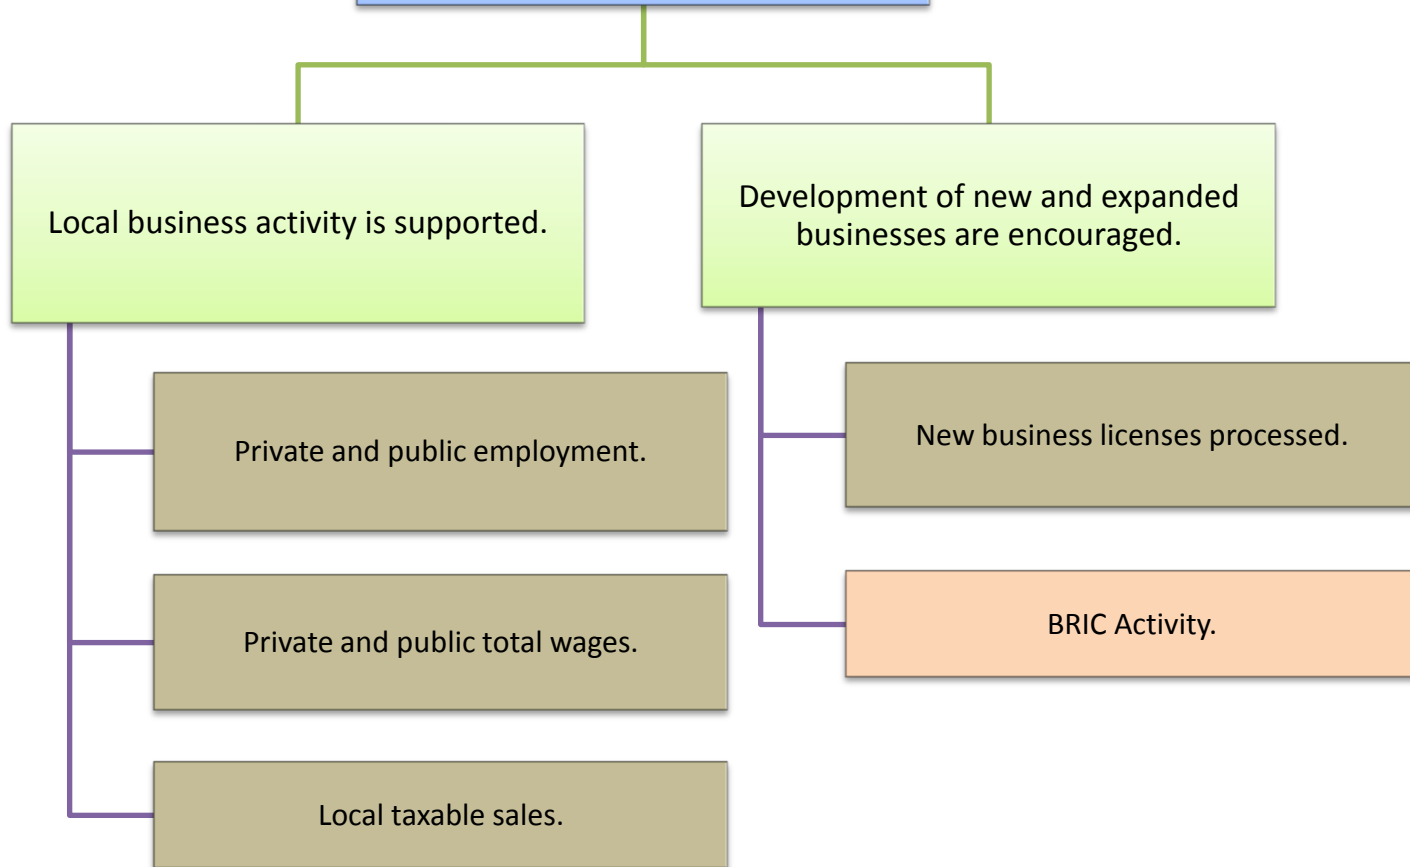 Local business activity is supported.
Private and public employment.
Private and public total wages.
Local taxable sales.
Development of new and expanded
businesses are encouraged.
New business licenses processed.
BRIC Activity.